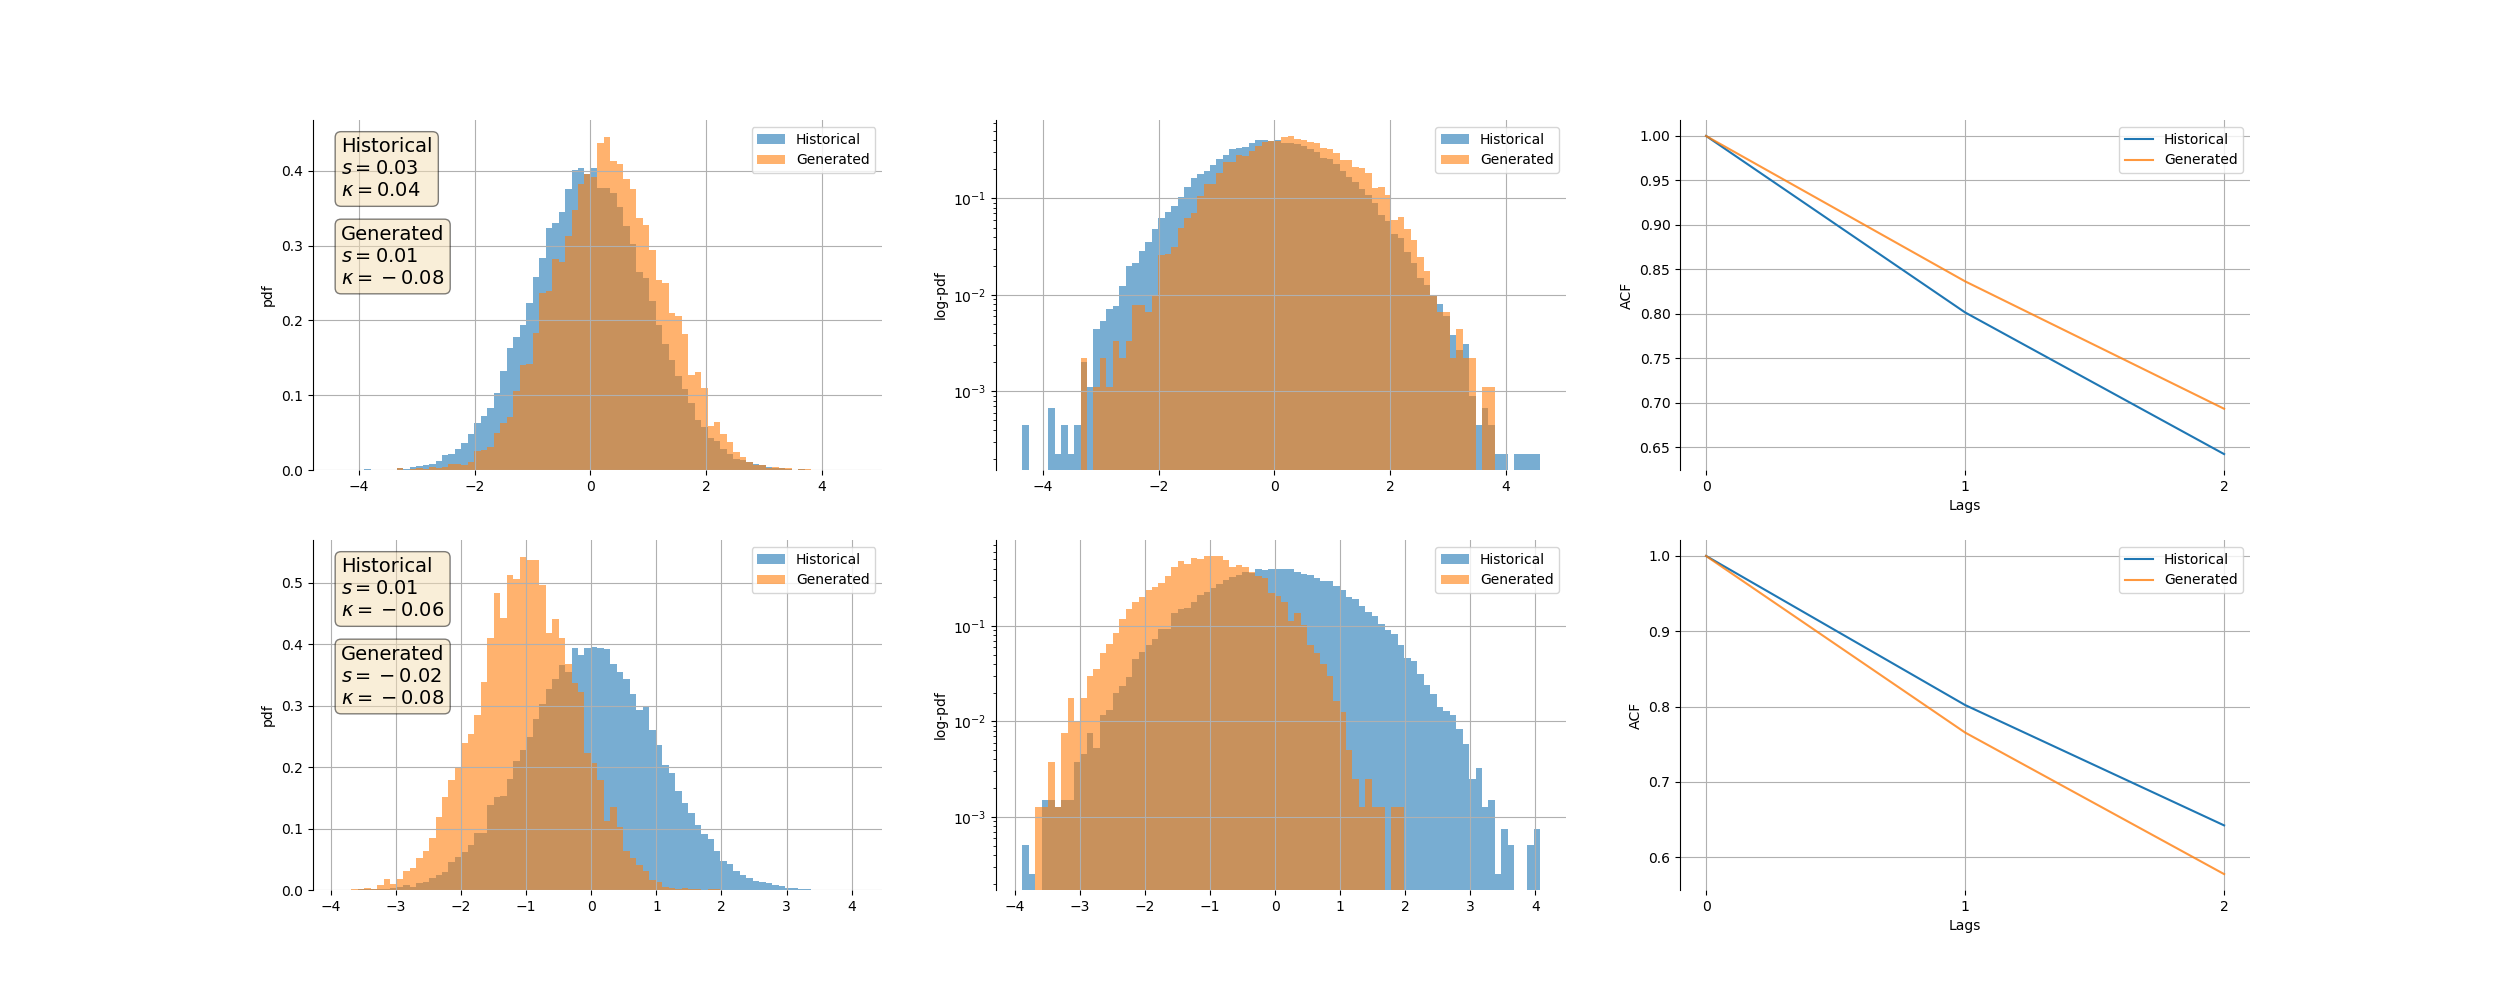 Historical
s = 0.03
κ = 0.04
Generated
s = 0.01
κ = −0.08
Historical
Generated
pdf
0.4
0.3
0.2
0.1
0.0
−4 −2 0 2 4
Historical
Generated
log-pdf
10⁻¹
10⁻²
10⁻³
−4 −2 0 2 4
Historical
Generated
ACF
1.00
0.95
0.90
0.85
0.80
0.75
0.70
0.65
0 1 2
Lags
Historical
s = 0.01
κ = −0.06
Generated
s = −0.02
κ = −0.08
Historical
Generated
pdf
0.5
0.4
0.3
0.2
0.1
0.0
−4 −3 −2 −1 0 1 2 3 4
Historical
Generated
log-pdf
10⁻¹
10⁻²
10⁻³
−4 −3 −2 −1 0 1 2 3 4
Historical
Generated
ACF
1.0
0.9
0.8
0.7
0.6
0 1 2
Lags